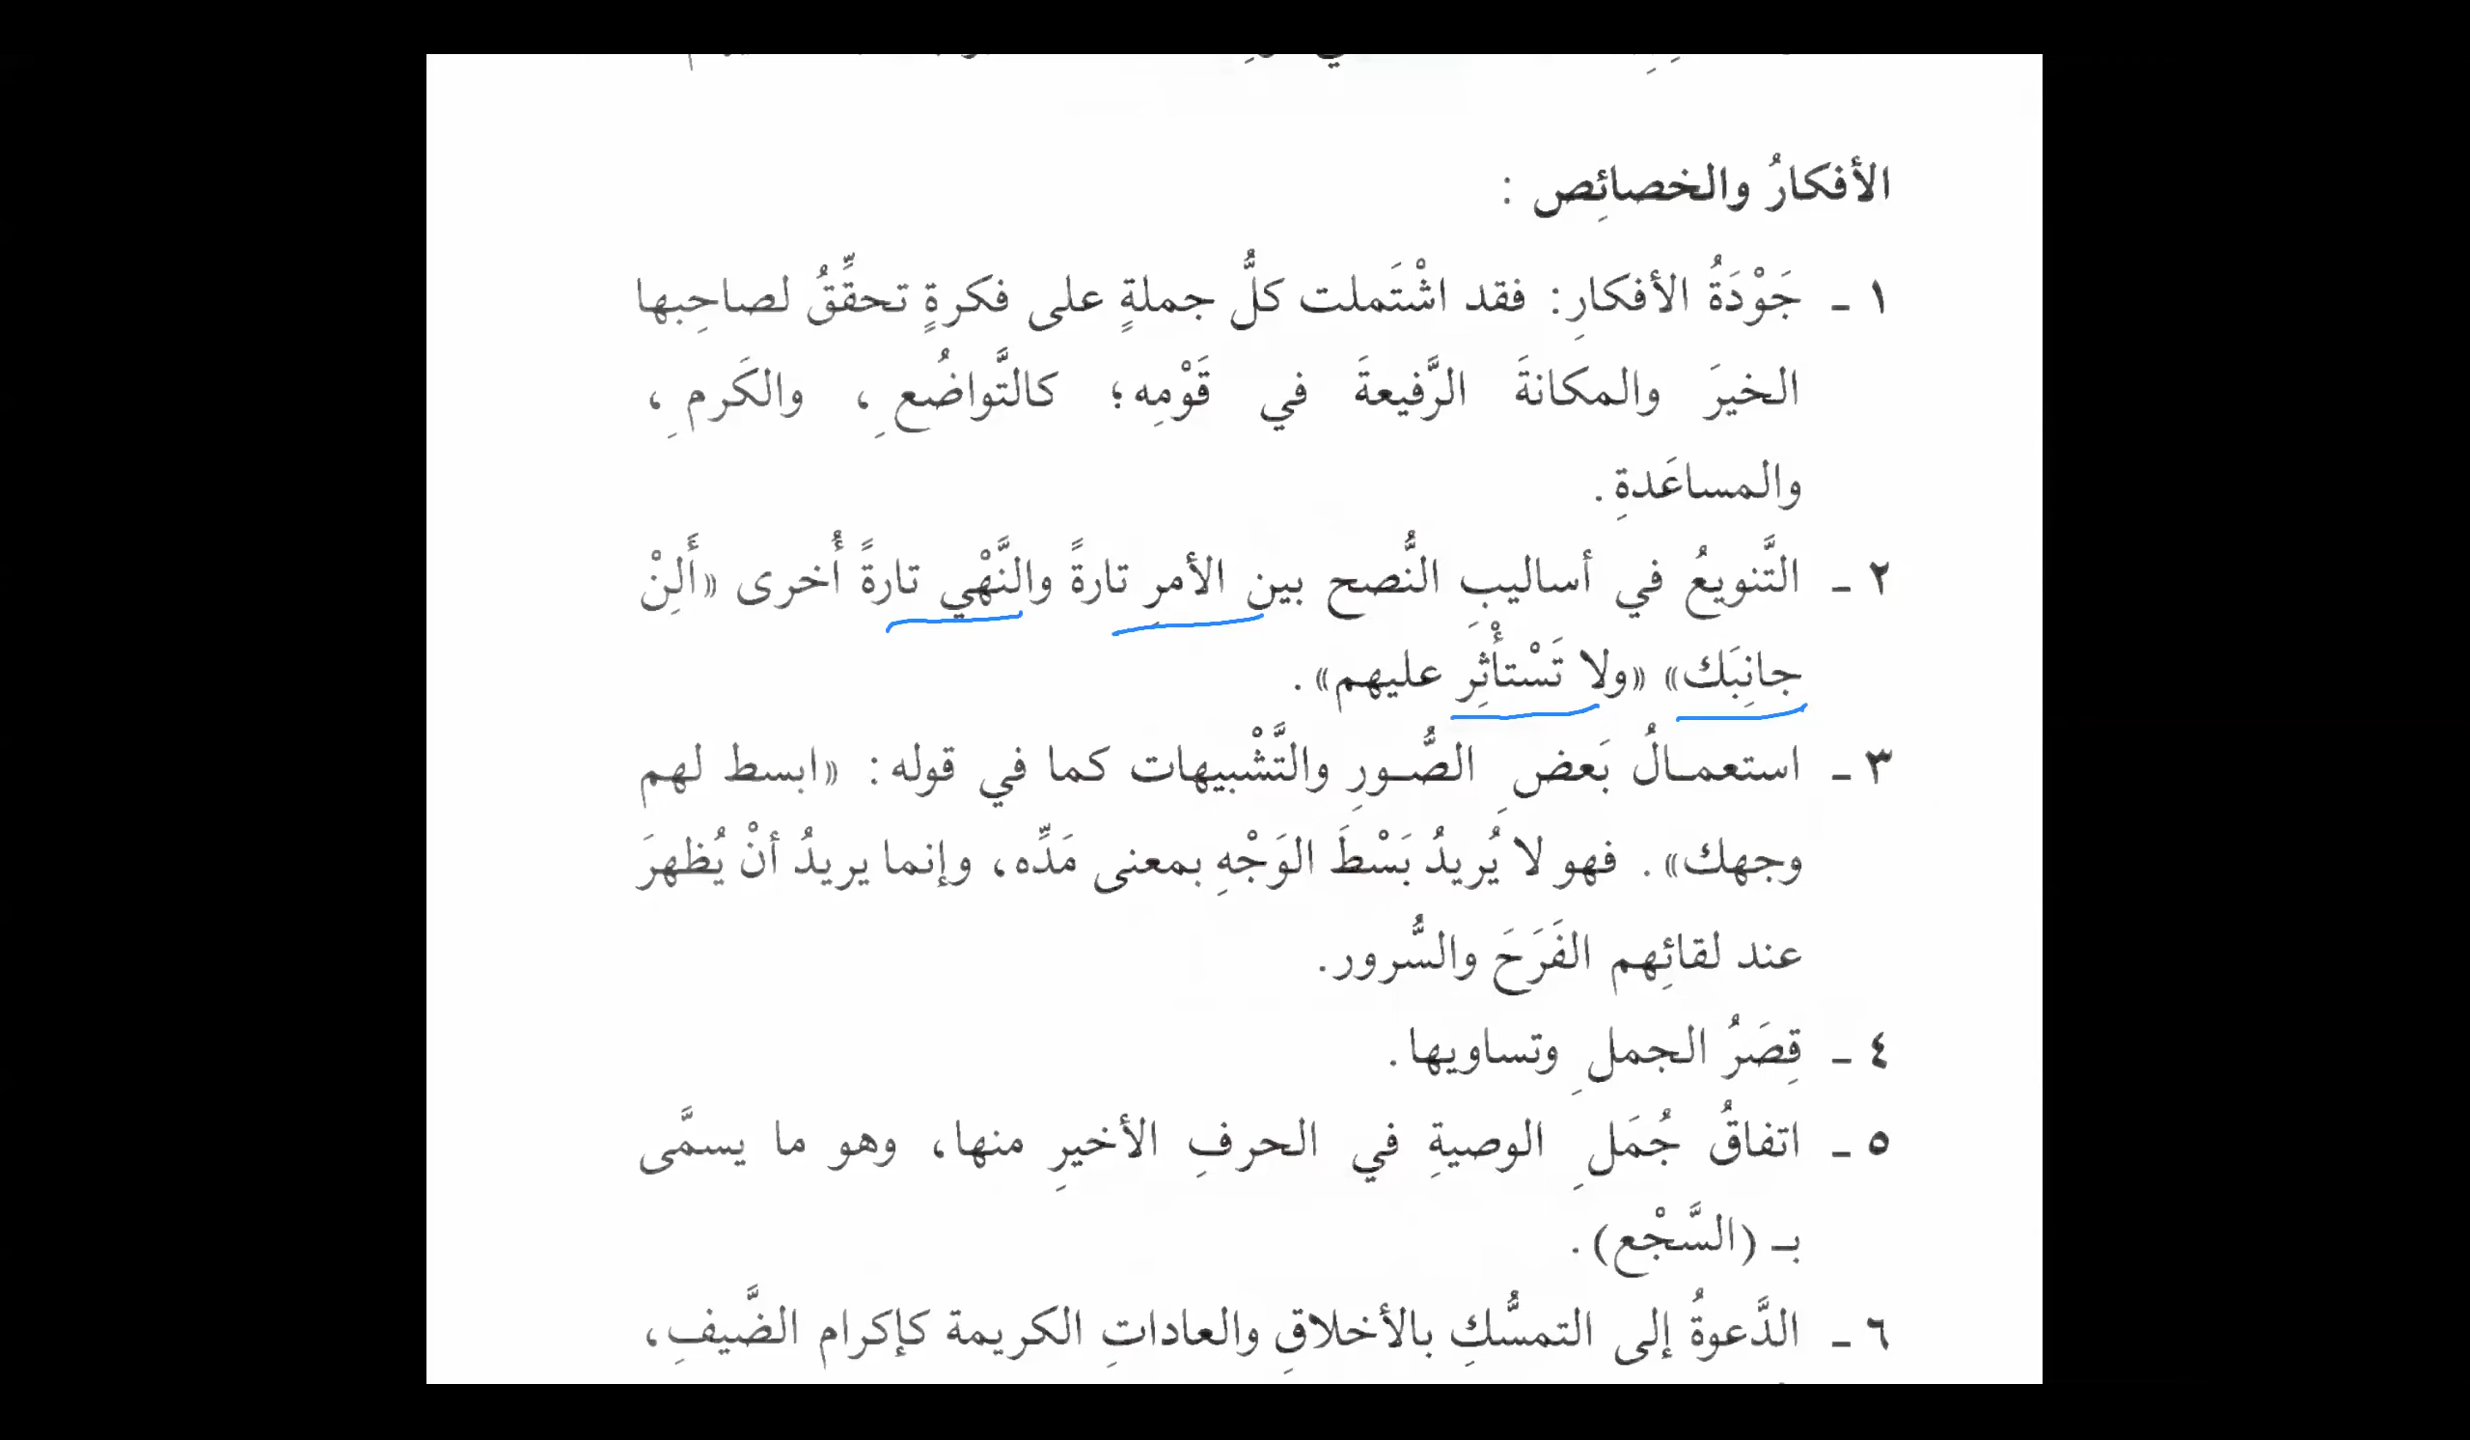 الأفكارُ والخصائِص :
١ ـ جَوْدَةُ الأفكارِ: فقد اشْتَملت كلُّ جملةٍ على فكرةٍ تحقِّقُ لصاحِبها
الخيرَ والمكانةَ الرَّفيعةَ في قَوْمِه؛ كالتَّواضُعِ، والكَرمِ،
والمساعَدةِ.
٢ ـ التَّنويعُ في أساليبِ النُّصح بين الأمرِ تارةً والنَّهْي تارةً أُخرى «أَلِنْ
جانِبَك» «ولا تَسْتأْثِرَ عليهم».
٣ ـ استعمـالُ بَعضِ الصُّـورِ والتَّشْبيهات كما في قوله: «ابسط لهم
وجهك». فهو لا يُريدُ بَسْطَ الوَجْهِ بمعنى مَدِّه، وإنما يريدُ أنْ يُظهرَ
عند لقائِهم الفَرَحَ والسُّرور.
٤ ـ قِصَرُ الجملِ وتساويها.
٥ ـ اتفاقُ جُمَلِ الوصيةِ في الحرفِ الأخيرِ منها، وهو ما يسمَّى
بـ (السَّجْع).
٦ ـ الدَّعوةُ إلى التمسُّكِ بالأخلاقِ والعاداتِ الكريمة كإكرام الضَّيفِ،